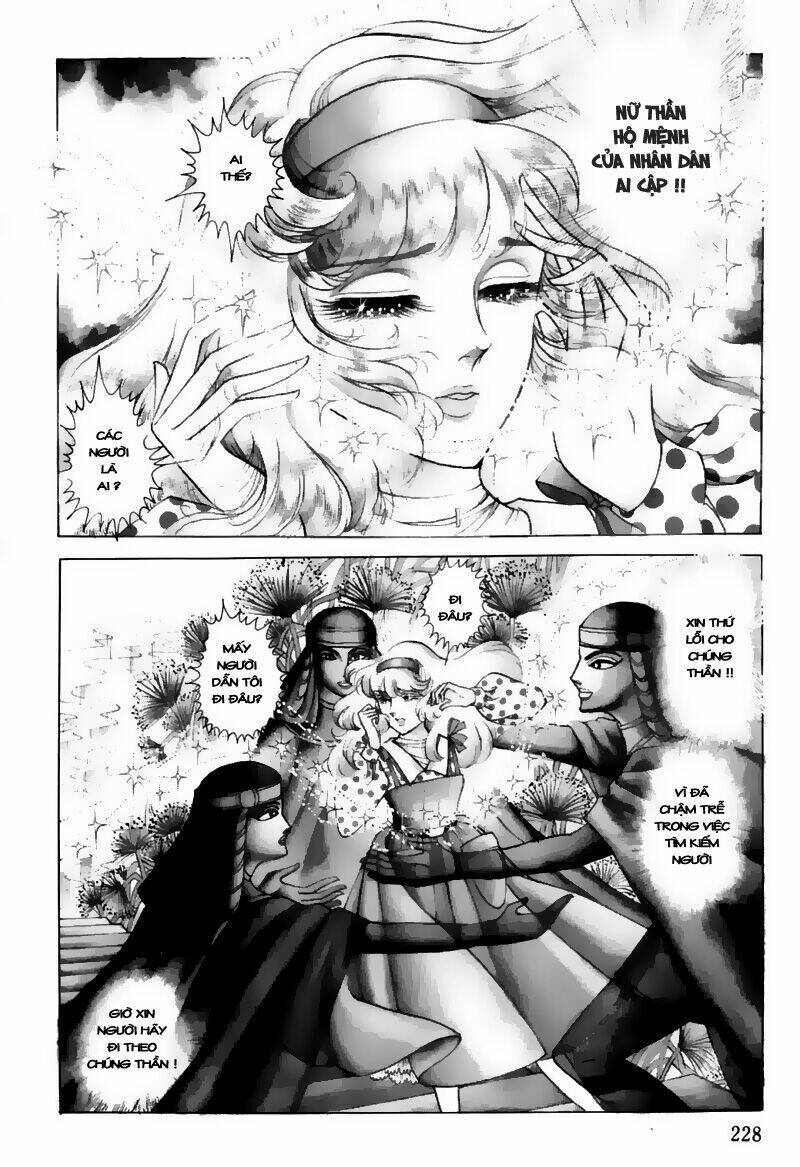 NỮ THẦN
HỘ MỆNH
CỦA NHÂN DÂN
AI CẬP !!
AI
THẾ?
CÁC
NGƯỜI
LÀ
AI ?
XIN THỨ
LỖI CHO
CHÚNG
THẦN !!
ĐI
ĐÂU?
MẤY
NGƯỜI
DẪN TÔI
ĐI ĐÂU?
VÌ ĐÃ
CHẬM TRỄ
TRONG VIỆC
TÌM KIẾM
NGƯỜI
GIỜ XIN
NGƯỜI HÃY
ĐI THEO
CHÚNG THẦN !
228